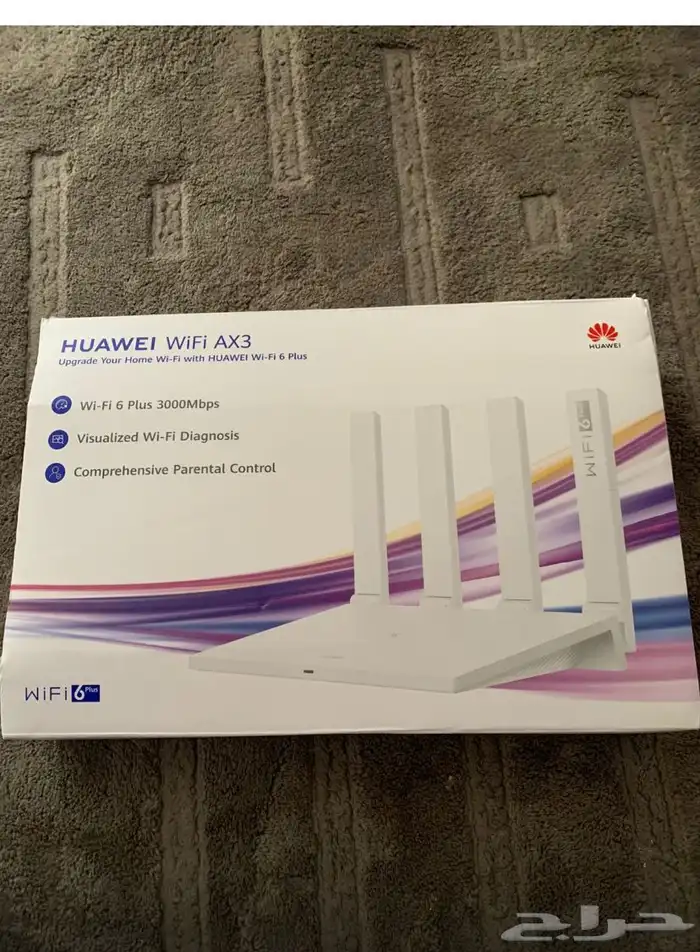 HUAWEI WiFi AX3
Upgrade Your Home Wi-Fi with HUAWEI Wi-Fi 6 Plus
HUAWEI
Wi-Fi 6 Plus 3000Mbps
Visualized Wi-Fi Diagnosis
Comprehensive Parental Control
WiFi 6 Plus
WiFi 6 Plus
حراج